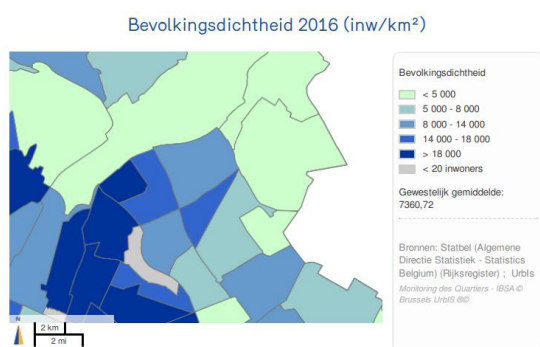 Bevolkingsdichtheid 2016 (inw/km²)
Bevolkingsdichtheid
< 5 000
5 000 - 8 000
8 000 - 14 000
14 000 - 18 000
> 18 000
< 20 inwoners
Gewestelijk gemiddelde:
7360,72
Bronnen: Statbel (Algemene
Directie Statistiek - Statistics
Belgium) (Rijksregister) ; UrbIs
Monitoring des Quartiers - IBSA ©
Brussels UrbIS ®©
N
2 km
2 mi